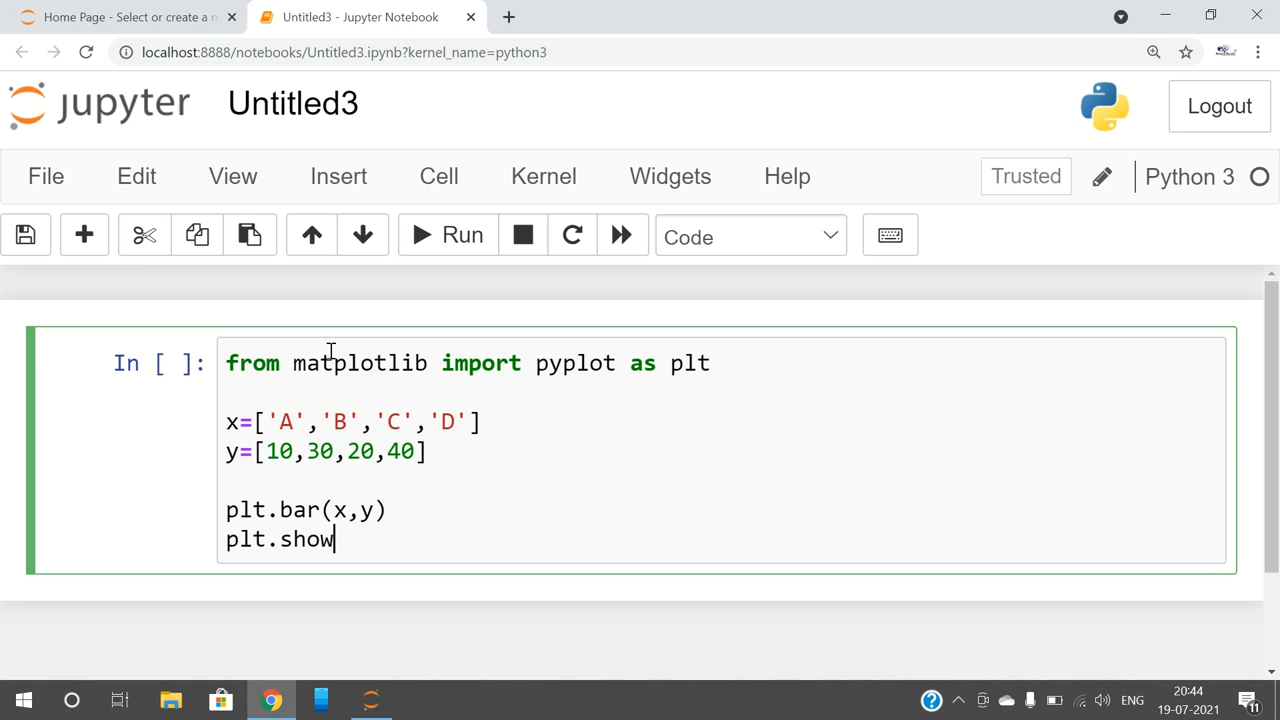 Home Page - Select or create a n
Untitled3 - Jupyter Notebook
localhost:8888/notebooks/Untitled3.ipynb?kernel_name=python3
jupyter Untitled3 Logout
File Edit View Insert Cell Kernel Widgets Help Trusted Python 3
Run Code
In [ ]:
from matplotlib import pyplot as plt
x=['A','B','C','D']
y=[10,30,20,40]
plt.bar(x,y)
plt.show
ENG
20:44
19-07-2021
11